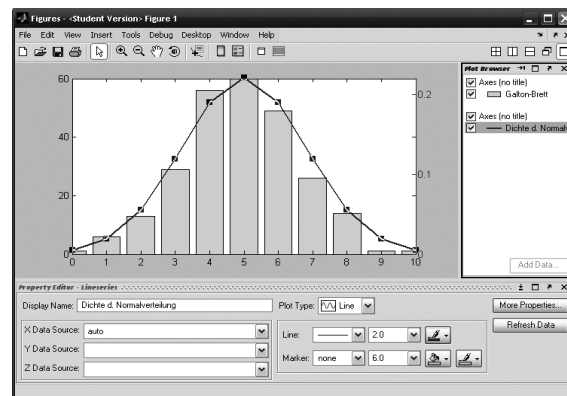 Figures - <Student Version> Figure 1
File Edit View Insert Tools Debug Desktop Window Help
Plot Browser
Axes (no title)
Galton-Brett
Axes (no title)
Dichte d. Normalv
Add Data...
60
40
20
0
0.2
0.1
0
0 1 2 3 4 5 6 7 8 9 10
Property Editor - Lineseries
Display Name: Dichte d. Normalverteilung
Plot Type: Line
More Properties...
X Data Source: auto
Line: 2.0
Refresh Data
Y Data Source:
Marker: none 6.0
Z Data Source: